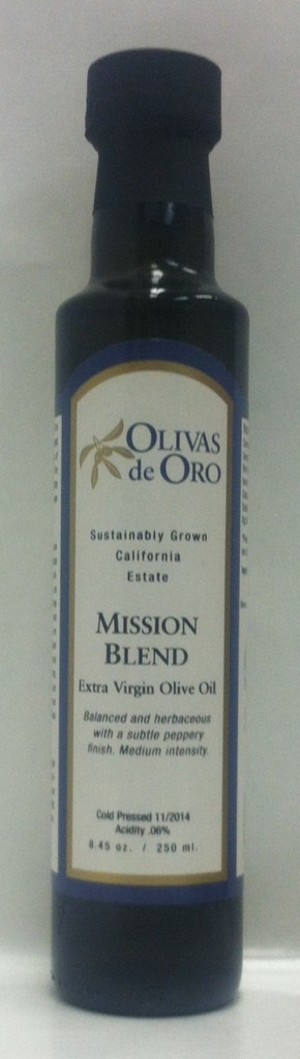 OLIVAS
de ORO
Sustainably Grown
California
Estate
MISSION
BLEND
Extra Virgin Olive Oil
Balanced and herbaceous
with a subtle peppery
finish. Medium intensity.
Cold Pressed 11/2014
Acidity .06%
8.45 oz. / 250 ml.